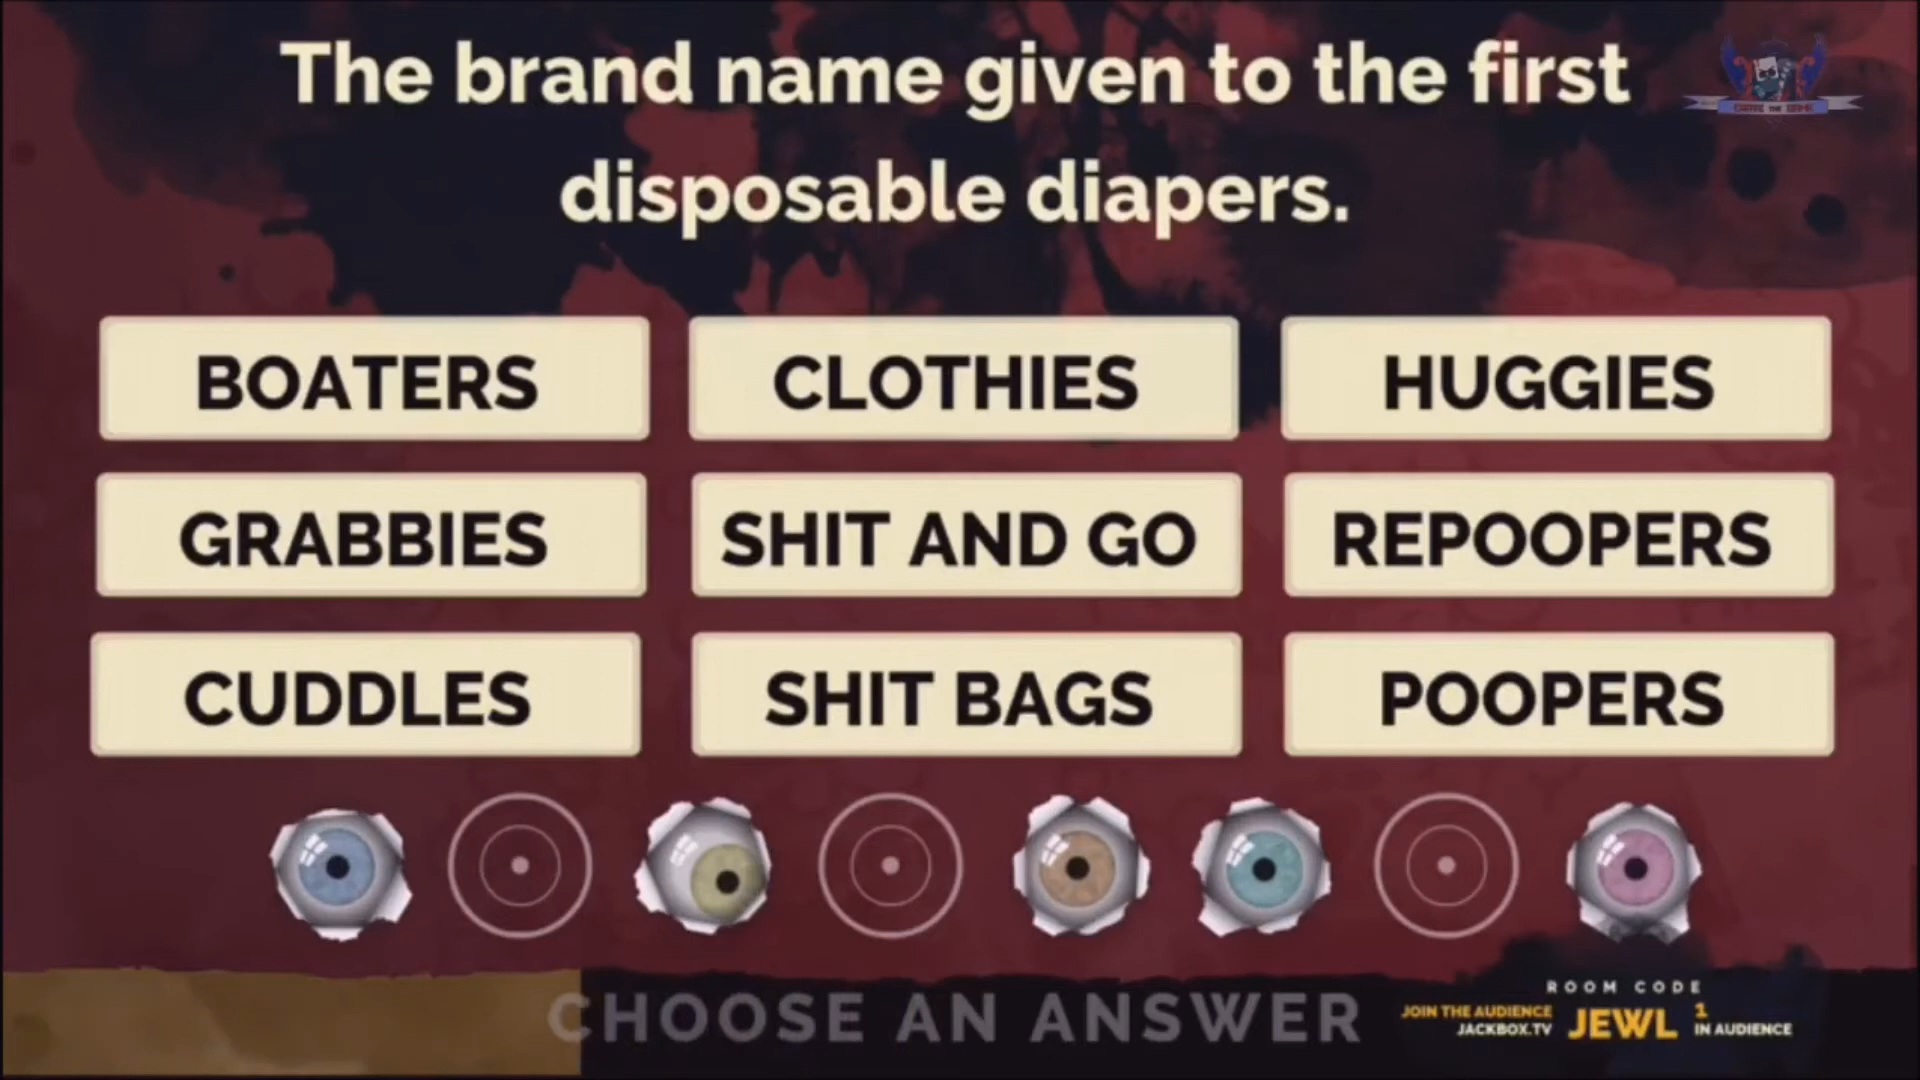 The brand name given to the first
disposable diapers.
BOATERS
CLOTHIES
HUGGIES
GRABBIES
SHIT AND GO
REPOOPERS
CUDDLES
SHIT BAGS
POOPERS
CHOOSE AN ANSWER
ROOM CODE
JOIN THE AUDIENCE
JACKBOX.TV
JEWL
1
IN AUDIENCE